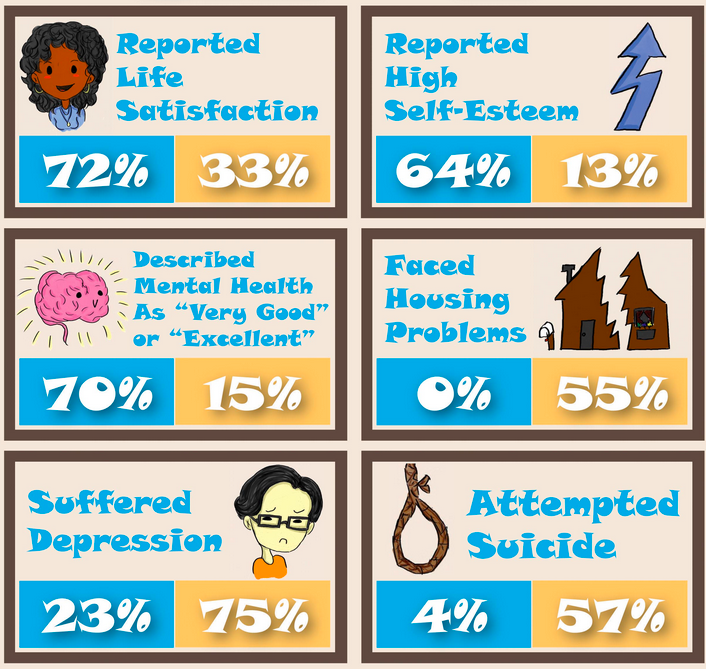 Reported
Life
Satisfaction
72% 33%
Reported
High
Self-Esteem
64% 13%
Described
Mental Health
As “Very Good”
or “Excellent”
70% 15%
Faced
Housing
Problems
0% 55%
Suffered
Depression
23% 75%
Attempted
Suicide
4% 57%